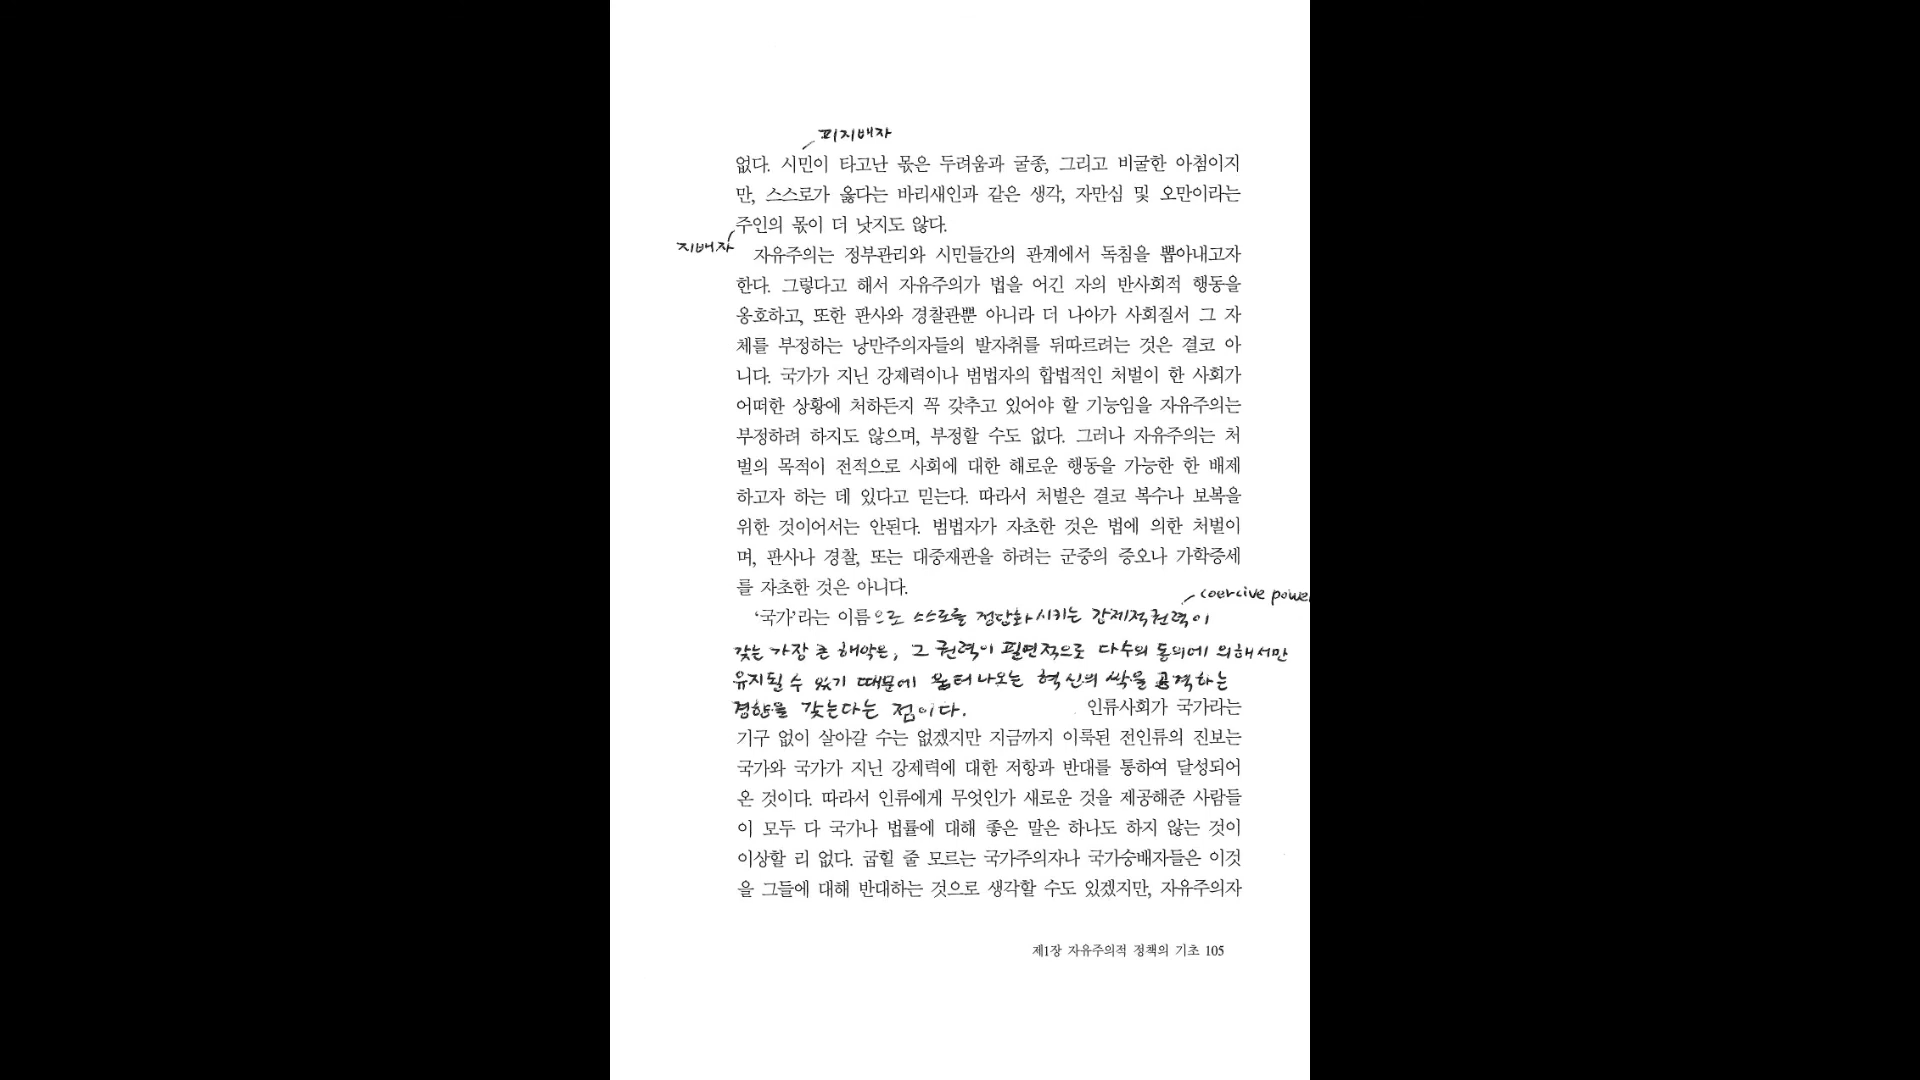 피지배자
없다. 시민이 타고난 몫은 두려움과 굴종, 그리고 비굴한 아첨이지
만, 스스로가 옳다는 바리새인과 같은 생각, 자만심 및 오만이라는
주인의 몫이 더 낫지도 않다.
지배자
자유주의는 정부관리와 시민들간의 관계에서 독침을 뽑아내고자
한다. 그렇다고 해서 자유주의가 법을 어긴 자의 반사회적 행동을
옹호하고, 또한 판사와 경찰관뿐 아니라 더 나아가 사회질서 그 자
체를 부정하는 낭만주의자들의 발자취를 뒤따르려는 것은 결코 아
니다. 국가가 지닌 강제력이나 범법자의 합법적인 처벌이 한 사회가
어떠한 상황에 처하든지 꼭 갖추고 있어야 할 기능임을 자유주의는
부정하려 하지도 않으며, 부정할 수도 없다. 그러나 자유주의는 처
벌의 목적이 전적으로 사회에 대한 해로운 행동을 가능한 한 배제
하고자 하는 데 있다고 믿는다. 따라서 처벌은 결코 복수나 보복을
위한 것이어서는 안된다. 범법자가 자초한 것은 법에 의한 처벌이
며, 판사나 경찰, 또는 대중재판을 하려는 군중의 증오나 가학증세
를 자초한 것은 아니다.
coercive power
‘국가’라는 이름으로 스스로를 정당화시키는 강제적권력이
갖는 가장 큰 해악은, 그 권력이 필연적으로 다수의 동의에 의해서만
유지될 수 있기 때문에 움터나오는 혁신의 싹을 공격하는
경향을 갖는다는 점이다. 인류사회가 국가라는
기구 없이 살아갈 수는 없겠지만 지금까지 이룩된 전인류의 진보는
국가와 국가가 지닌 강제력에 대한 저항과 반대를 통하여 달성되어
온 것이다. 따라서 인류에게 무엇인가 새로운 것을 제공해준 사람들
이 모두 다 국가나 법률에 대해 좋은 말은 하나도 하지 않는 것이
이상할 리 없다. 굽힐 줄 모르는 국가주의자나 국가숭배자들은 이것
을 그들에 대해 반대하는 것으로 생각할 수도 있겠지만, 자유주의자
제1장 자유주의적 정책의 기초 105